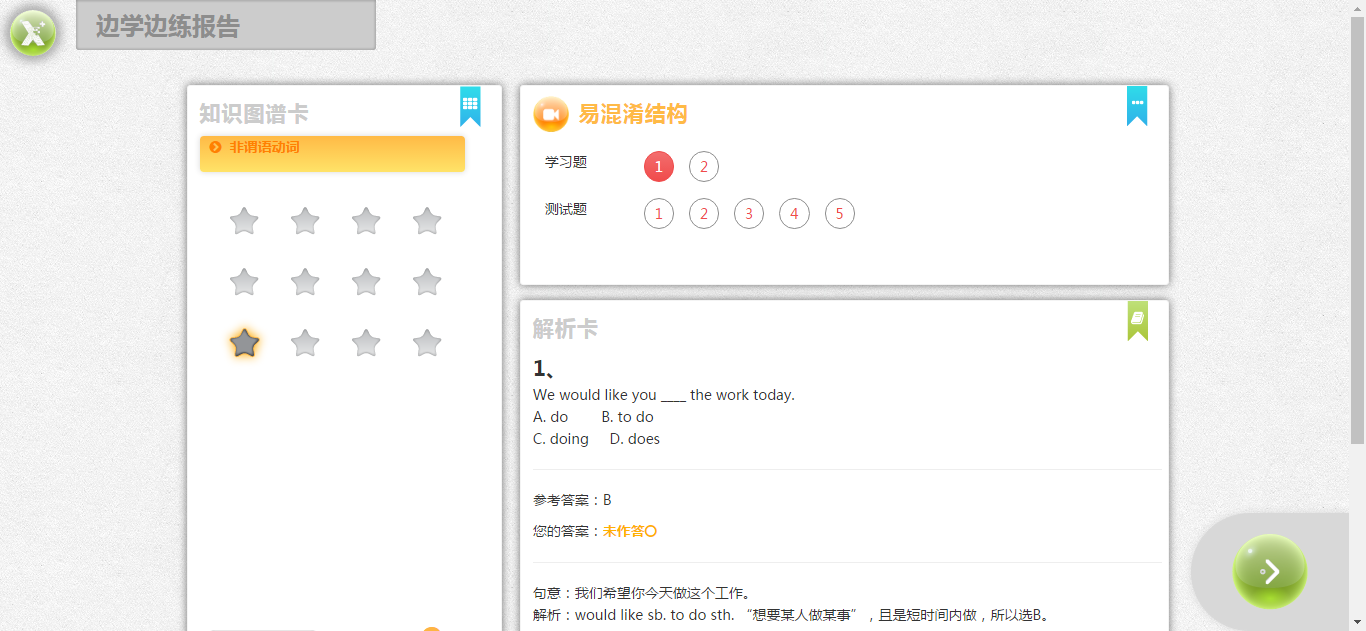 边学边练报告
知识图谱卡
非谓语动词
易混淆结构
学习题 1 2
测试题 1 2 3 4 5
解析卡
1、
We would like you ____ the work today.
A. do B. to do
C. doing D. does
参考答案：B
您的答案：未作答〇
句意：我们希望你今天做这个工作。
解析：would like sb. to do sth. “想要某人做某事” ，且是短时间内做，所以选B。